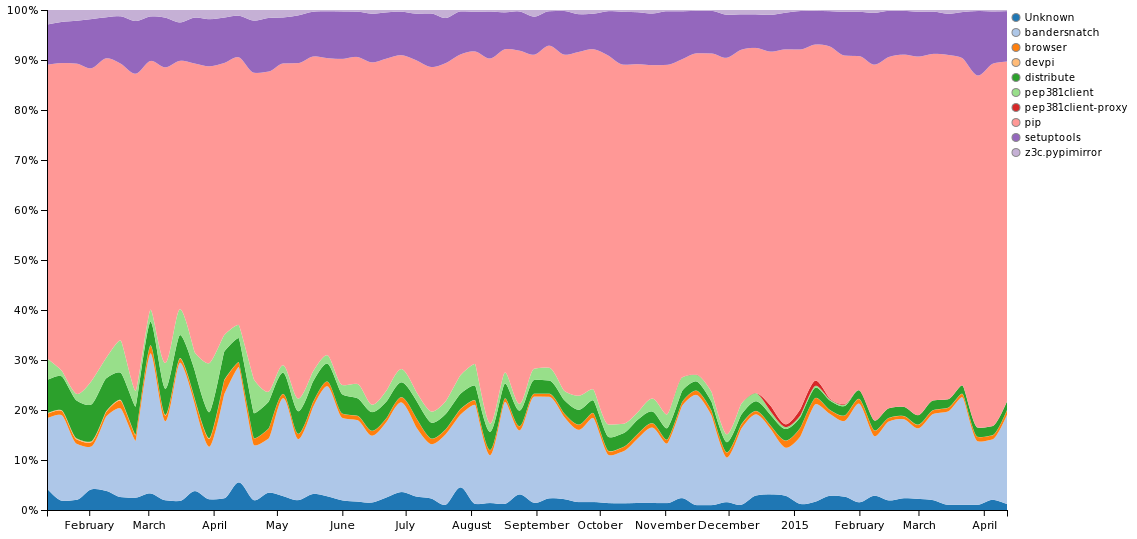 100%
90%
80%
70%
60%
50%
40%
30%
20%
10%
0%
February March April May June July August September October November December 2015 February March April
Unknown
bandersnatch
browser
devpi
distribute
pep381client
pep381client-proxy
pip
setuptools
z3c.pypimirror